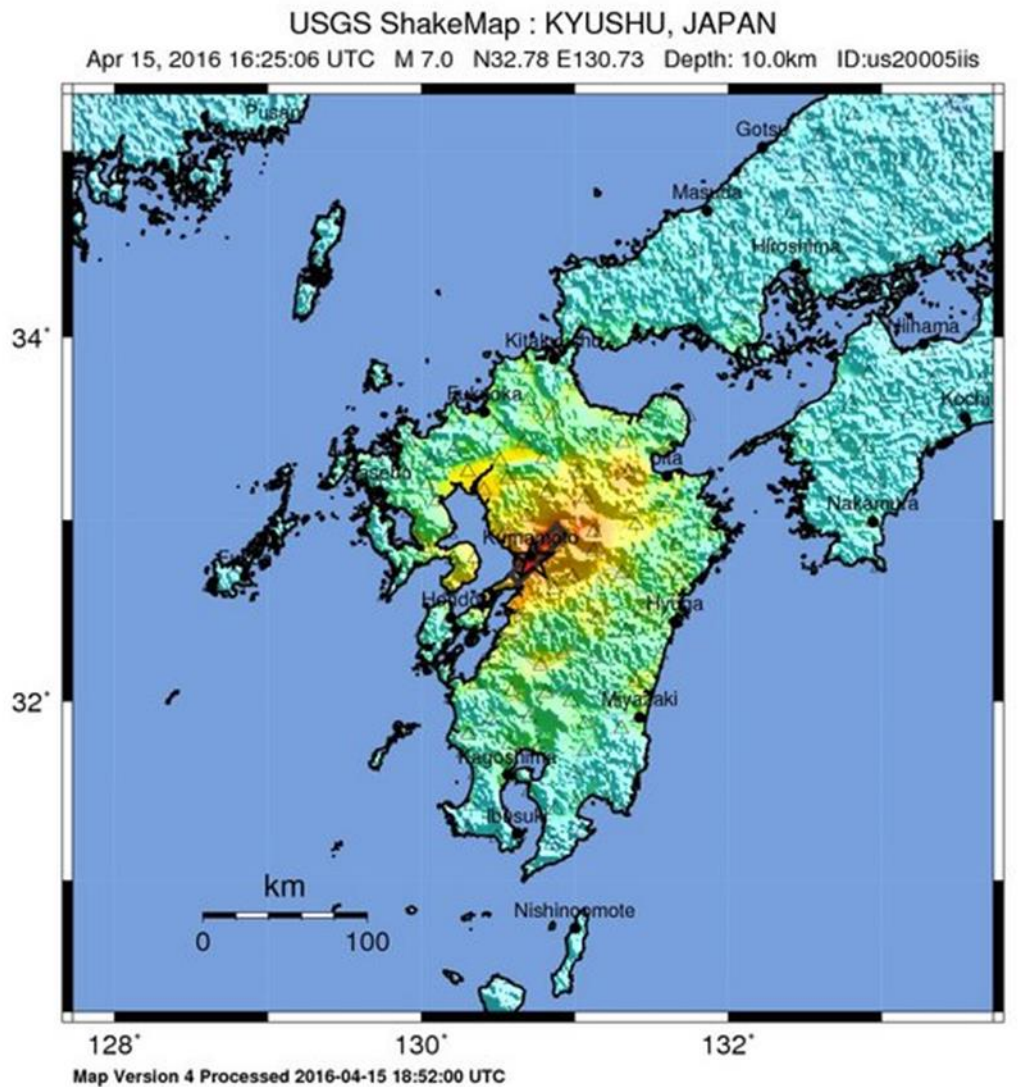 USGS ShakeMap : KYUSHU, JAPAN
Apr 15, 2016 16:25:06 UTC M 7.0 N32.78 E130.73 Depth: 10.0km ID:us20005iis
Pusan
Gotsu
Masuda
Hiroshima
34°
Niihama
Kitakyushu
Fukuoka
Kochi
Sasebo
Oita
Nakamura
Kumamoto
Hondo
Hyuga
32°
Miyazaki
Kagoshima
Ibusuki
km
0 100
Nishinoomote
128° 130° 132°
Map Version 4 Processed 2016-04-15 18:52:00 UTC